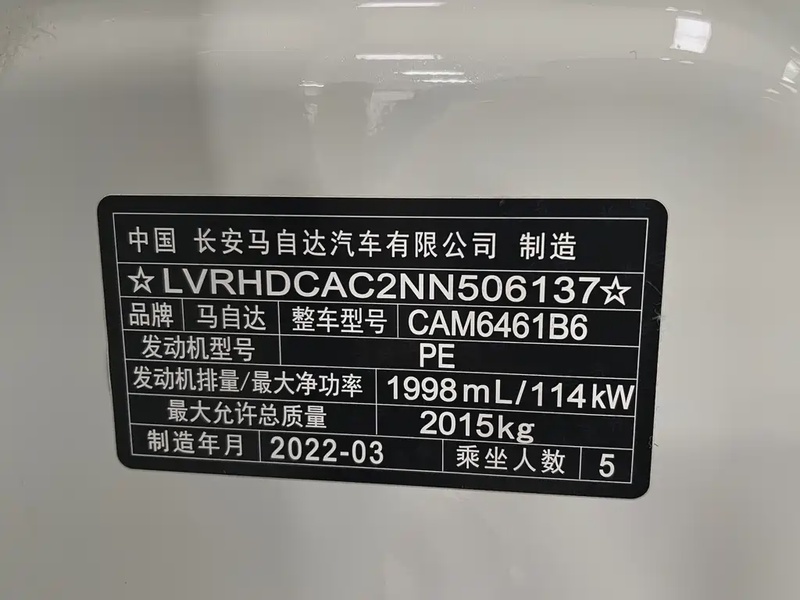 中国 长安马自达汽车有限公司 制造
☆LVRHDCAC2NN506137☆
品牌 马自达 整车型号 CAM6461B6
发动机型号 PE
发动机排量/最大净功率 1998mL/114kW
最大允许总质量 2015kg
制造年月 2022-03 乘坐人数 5